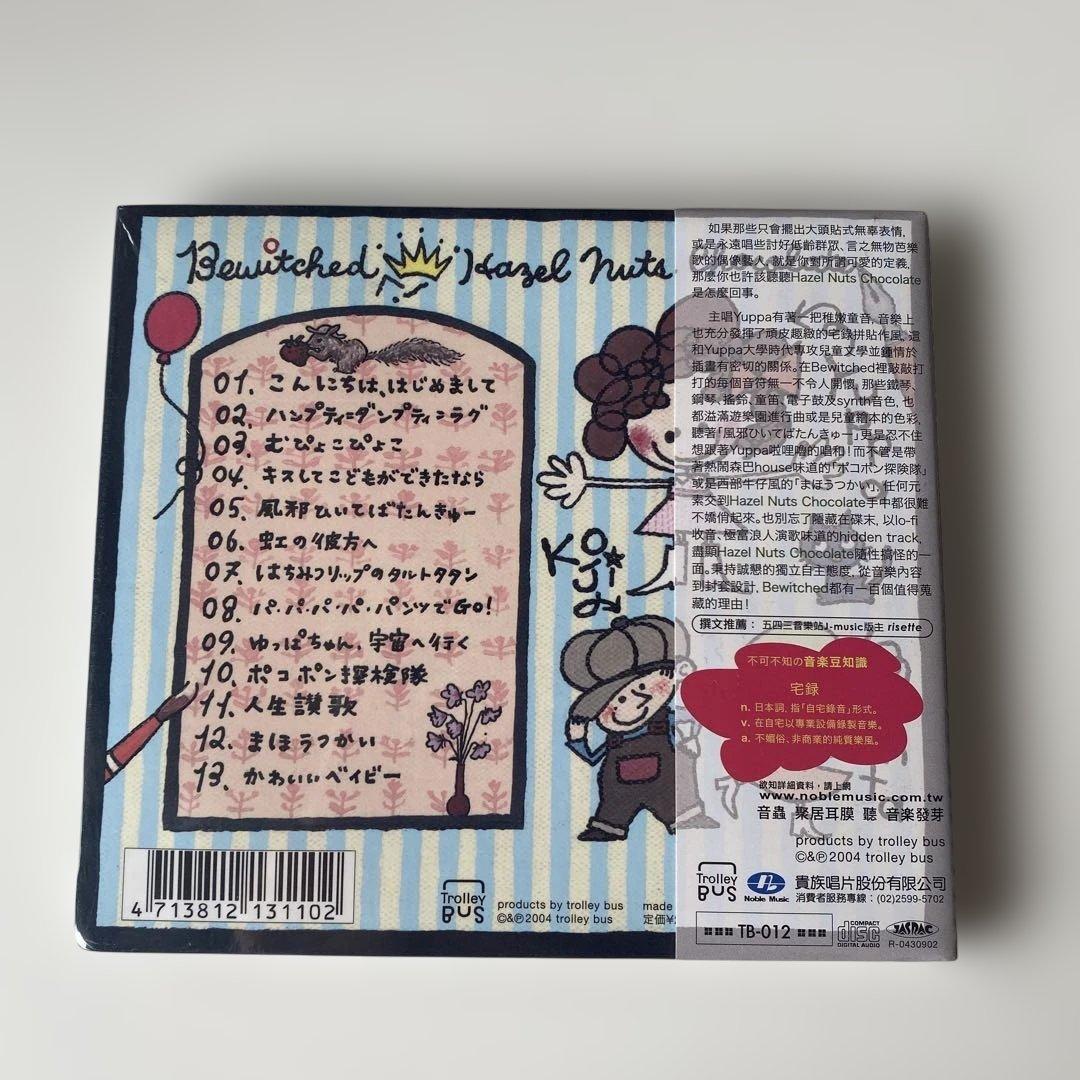 Bewitched Hazel nuts
01. こんにちは、はじめまして
02. ハンプティ=ダンプティ=ラグ
03. むぴょこぴょこ
04. キスしてこどもができたなら
05. 風邪ひいてばたんきゅー
06. 虹の彼方へ
07. はちみつリップのタルトタタン
08. パ・パ・パ・パ・パンツでGo!
09. ゆっぱちゃん、宇宙へ行く
10. ポコポン探検隊
11. 人生讃歌
12. まほうつかい
13. かわいいベイビー
Kouji
4 713812 131102
Trolley
BUS
products by trolley bus
©&℗2004 trolley bus
made
定価¥
如果那些只會擺出大頭貼式無辜表情,
或是永遠唱些討好低齡群眾、言之無物芭樂
歌的偶像藝人, 就是你對所謂可愛的定義,
那麼你也許該聽聽Hazel Nuts Chocolate
是怎麼回事。
主唱Yuppa有著一把稚嫩童音, 音樂上
也充分發揮了頑皮趣緻的宅錄拼貼作風, 這
和Yuppa大學時代專攻兒童文學並鍾情於
插畫有密切的關係。在Bewitched裡敲敲打
打的每個音符無一不令人開懷, 那些鐵琴、
鋼琴、搖鈴、童笛、電子鼓及synth音色, 也
都溢滿遊樂園進行曲或是兒童繪本的色彩,
聽著「風邪ひいてばたんきゅー」更是忍不住
想跟著Yuppa啦哩嚕的唱和!而不管是帶
著熱鬧森巴house味道的「ポコポン探険隊」
或是西部牛仔風的「まほうつかい」, 任何元
素交到Hazel Nuts Chocolate手中都很難
不嬌俏起來。也別忘了隱藏在碟末, 以lo-fi
收音、極富浪人演歌味道的hidden track,
盡顯Hazel Nuts Chocolate隨性搞怪的一
面。秉持誠懇的獨立自主態度, 從音樂內容
到封套設計, Bewitched都有一百個值得蒐
藏的理由!
撰文推薦: 五四三音樂站J-music版主 risette
不可不知の音楽豆知識
宅録
n. 日本詞, 指「自宅錄音」形式。
v. 在自宅以專業設備錄製音樂。
a. 不媚俗、非商業的純質樂風。
欲知詳細資料, 請上網
www.noblemusic.com.tw
音蟲 聚居耳膜 聽 音楽發芽
products by trolley bus
©&℗2004 trolley bus
Trolley
BUS
Noble Music
貴族唱片股份有限公司
消費者服務專線:(02)2599-5702
TB-012
COMPACT
disc
DIGITAL AUDIO
JASRAC
R-0430902